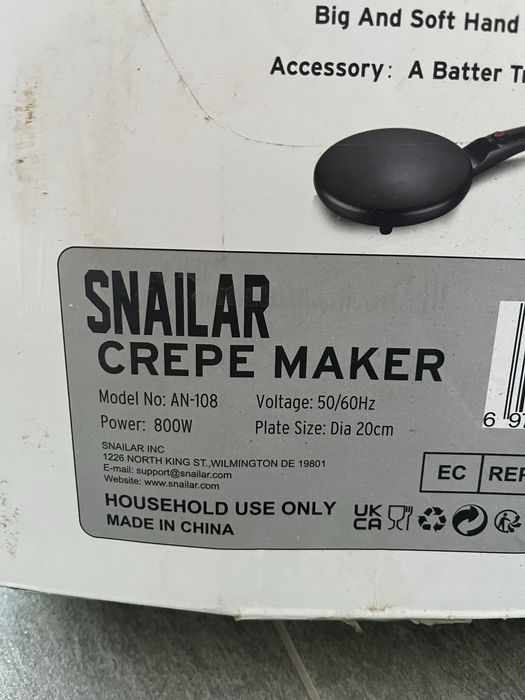 Big And Soft Hand
Accessory: A Batter
SNAILAR
CREPE MAKER
Model No: AN-108 Voltage: 50/60Hz
Power: 800W Plate Size: Dia 20cm
SNAILAR INC
1226 NORTH KING ST.,WILMINGTON DE 19801
E-mail: support@snailar.com
Website: www.snailar.com
6 97
EC
HOUSEHOLD USE ONLY
MADE IN CHINA
UK
CA